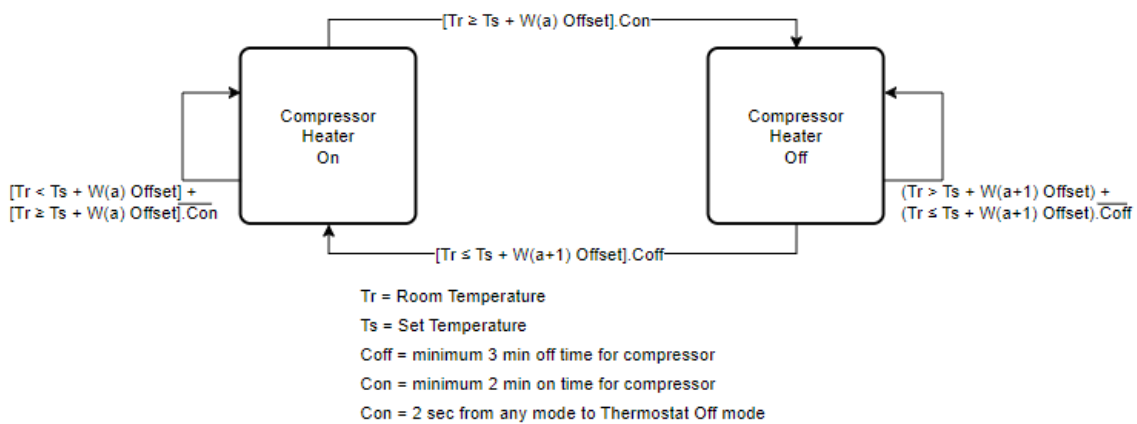 [Tr ≥ Ts + W(a) Offset].Con
Compressor
Heater
On
Compressor
Heater
Off
[Tr < Ts + W(a) Offset] +
[Tr ≥ Ts + W(a) Offset].C̅o̅n̅
(Tr > Ts + W(a+1) Offset) +
(Tr ≤ Ts + W(a+1) Offset).C̅o̅f̅f̅
[Tr ≤ Ts + W(a+1) Offset].Coff
Tr = Room Temperature
Ts = Set Temperature
Coff = minimum 3 min off time for compressor
Con = minimum 2 min on time for compressor
Con = 2 sec from any mode to Thermostat Off mode